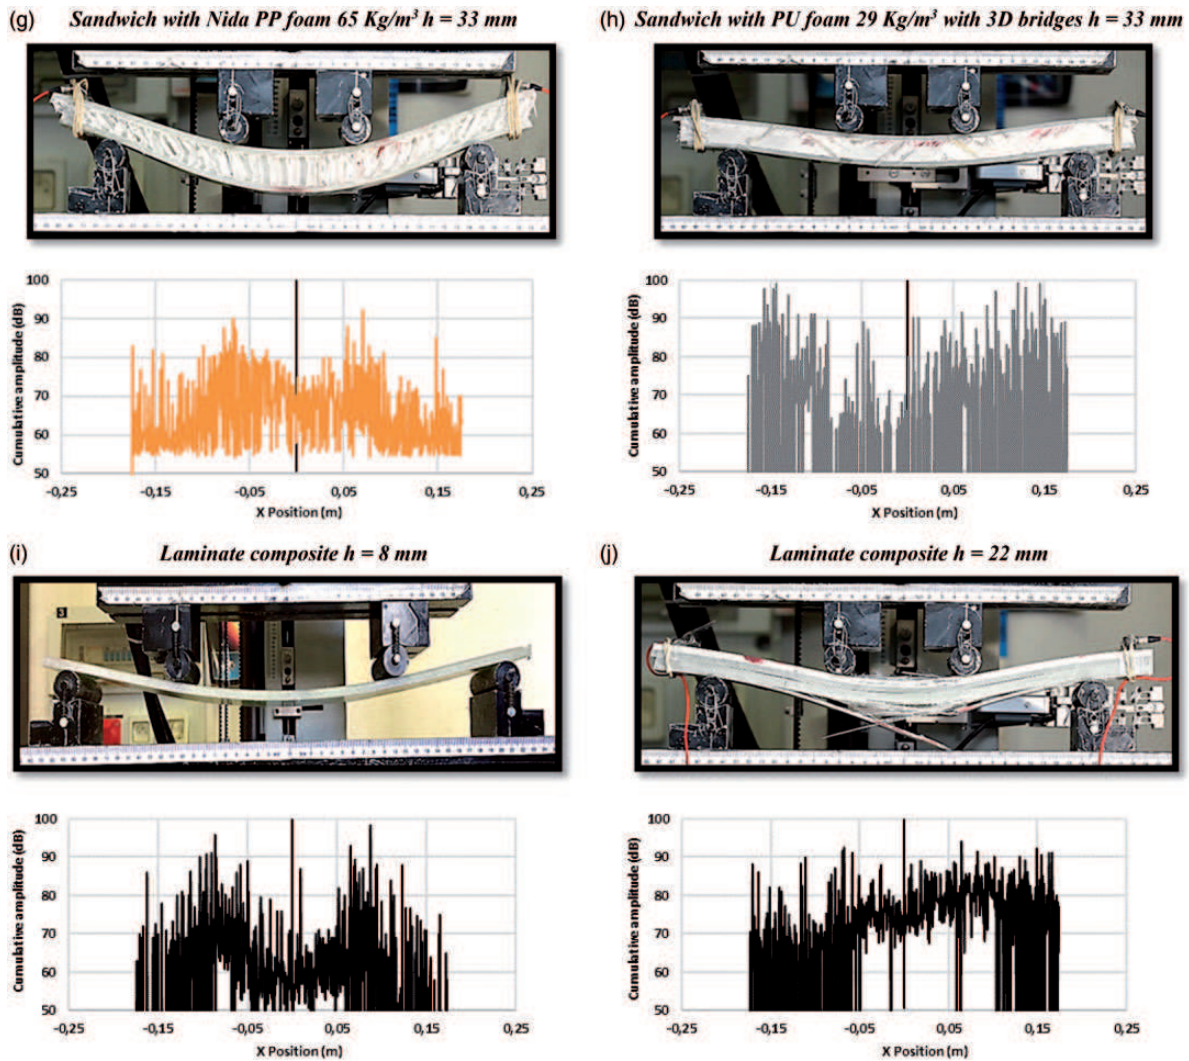 (g) Sandwich with Nida PP foam 65 Kg/m³ h = 33 mm
(h) Sandwich with PU foam 29 Kg/m³ with 3D bridges h = 33 mm
Cumulative amplitude (dB)
100
90
80
70
60
50
-0,25 -0,15 -0,05 0,05 0,15 0,25
X Position (m)
Cumulative amplitude (dB)
100
90
80
70
60
50
-0,25 -0,15 -0,05 0,05 0,15 0,25
X Position (m)
(i) Laminate composite h = 8 mm
(j) Laminate composite h = 22 mm
3
Cumulative amplitude (dB)
100
90
80
70
60
50
-0,25 -0,15 -0,05 0,05 0,15 0,25
X Position (m)
Cumulative amplitude (dB)
100
90
80
70
60
50
-0,25 -0,15 -0,05 0,05 0,15 0,25
X Position (m)